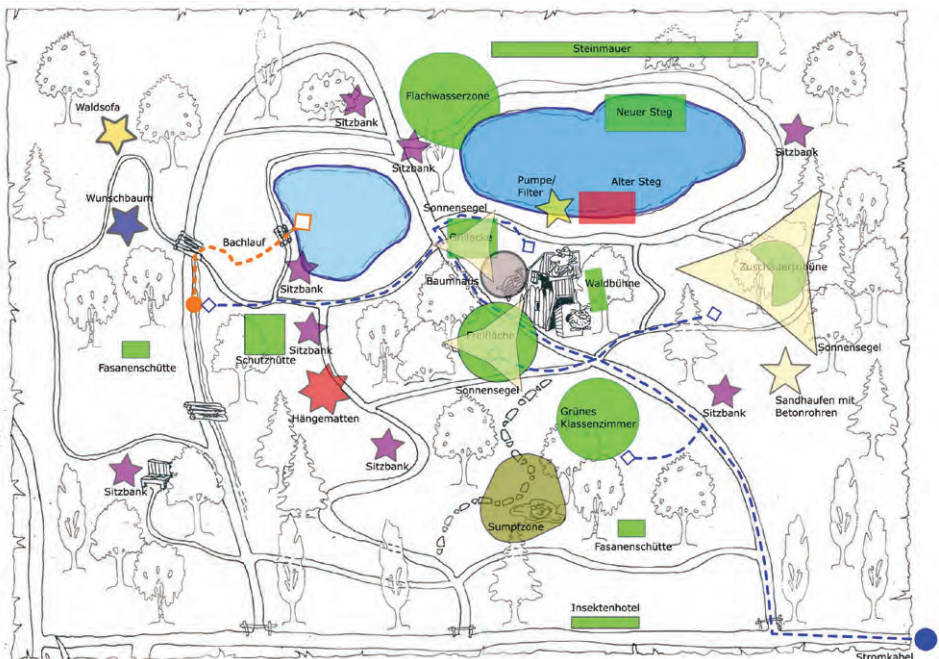 Steinmauer
Waldsofa
Flachwasserzone
Sitzbank
Neuer Steg
Sitzbank
Sitzbank
Pumpe/
Filter
Alter Steg
Wunschbaum
Sonnensegel
Bachlauf
Grillecke
Zuschauertribüne
Sitzbank
Baumhaus
Waldbühne
Freifläche
Schutzhütte
Sitzbank
Fasanenschütte
Sonnensegel
Sonnensegel
Hängematten
Sitzbank
Sandhaufen mit
Betonrohren
Grünes
Klassenzimmer
Sitzbank
Sitzbank
Sumpfzone
Fasanenschütte
Insektenhotel
Stromkabel